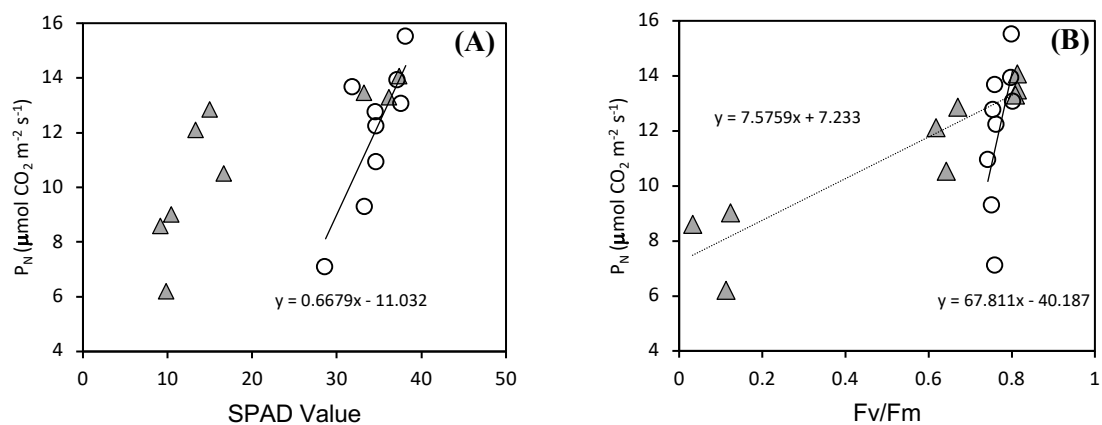 16
14
12
10
8
6
4
P_N (μmol CO₂ m⁻² s⁻¹)
(A)
y = 0.6679x - 11.032
0 10 20 30 40 50
SPAD Value
16
14
12
10
8
6
4
P_N (μmol CO₂ m⁻² s⁻¹)
(B)
y = 7.5759x + 7.233
y = 67.811x - 40.187
0 0.2 0.4 0.6 0.8 1
Fv/Fm